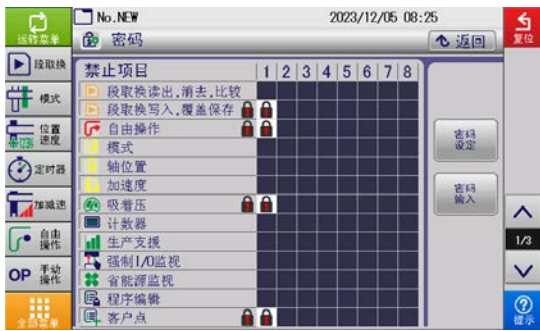 No. NEW 2023/12/05 08:25
密码 返回
运转菜单
段取换
模式
位置速度
定时器
加减速
自由操作
OP 手动操作
全部菜单
禁止项目 1 2 3 4 5 6 7 8
段取换读出,消去,比较
段取换写入,覆盖保存
自由操作
模式
轴位置
加速度
吸着压
计数器
生产支援
强制I/O监视
省能源监视
程序编辑
客户点
密码设定
密码输入
复位
1/3
提示